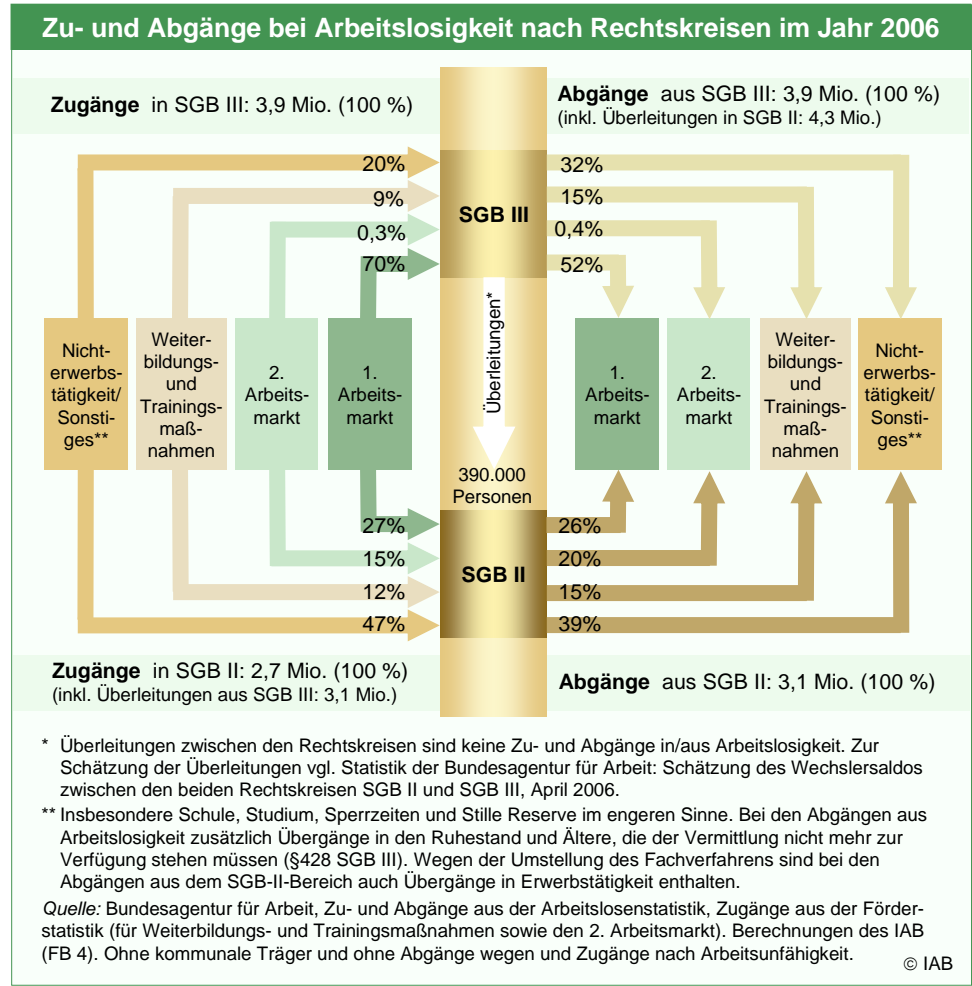 Zu- und Abgänge bei Arbeitslosigkeit nach Rechtskreisen im Jahr 2006
Zugänge in SGB III: 3,9 Mio. (100 %)
Abgänge aus SGB III: 3,9 Mio. (100 %)
(inkl. Überleitungen in SGB II: 4,3 Mio.)
20%
9%
0,3%
70%
SGB III
32%
15%
0,4%
52%
Nicht-
erwerbs-
tätigkeit/
Sonsti-
ges**
Weiter-
bildungs-
und
Trainings-
maß-
nahmen
2.
Arbeits-
markt
1.
Arbeits-
markt
Überleitungen*
390.000
Personen
1.
Arbeits-
markt
2.
Arbeits-
markt
Weiter-
bildungs-
und
Trainings-
maß-
nahmen
Nicht-
erwerbs-
tätigkeit/
Sonsti-
ges**
27%
15%
12%
47%
SGB II
26%
20%
15%
39%
Zugänge in SGB II: 2,7 Mio. (100 %)
(inkl. Überleitungen aus SGB III: 3,1 Mio.)
Abgänge aus SGB II: 3,1 Mio. (100 %)
* Überleitungen zwischen den Rechtskreisen sind keine Zu- und Abgänge in/aus Arbeitslosigkeit. Zur
Schätzung der Überleitungen vgl. Statistik der Bundesagentur für Arbeit: Schätzung des Wechslersaldos
zwischen den beiden Rechtskreisen SGB II und SGB III, April 2006.
** Insbesondere Schule, Studium, Sperrzeiten und Stille Reserve im engeren Sinne. Bei den Abgängen aus
Arbeitslosigkeit zusätzlich Übergänge in den Ruhestand und Ältere, die der Vermittlung nicht mehr zur
Verfügung stehen müssen (§428 SGB III). Wegen der Umstellung des Fachverfahrens sind bei den
Abgängen aus dem SGB-II-Bereich auch Übergänge in Erwerbstätigkeit enthalten.
Quelle: Bundesagentur für Arbeit, Zu- und Abgänge aus der Arbeitslosenstatistik, Zugänge aus der Förder-
statistik (für Weiterbildungs- und Trainingsmaßnahmen sowie den 2. Arbeitsmarkt). Berechnungen des IAB
(FB 4). Ohne kommunale Träger und ohne Abgänge wegen und Zugänge nach Arbeitsunfähigkeit.
© IAB